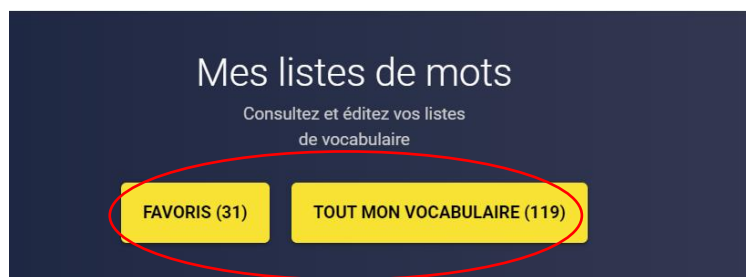 Mes listes de mots
Consultez et éditez vos listes
de vocabulaire
FAVORIS (31)
TOUT MON VOCABULAIRE (119)